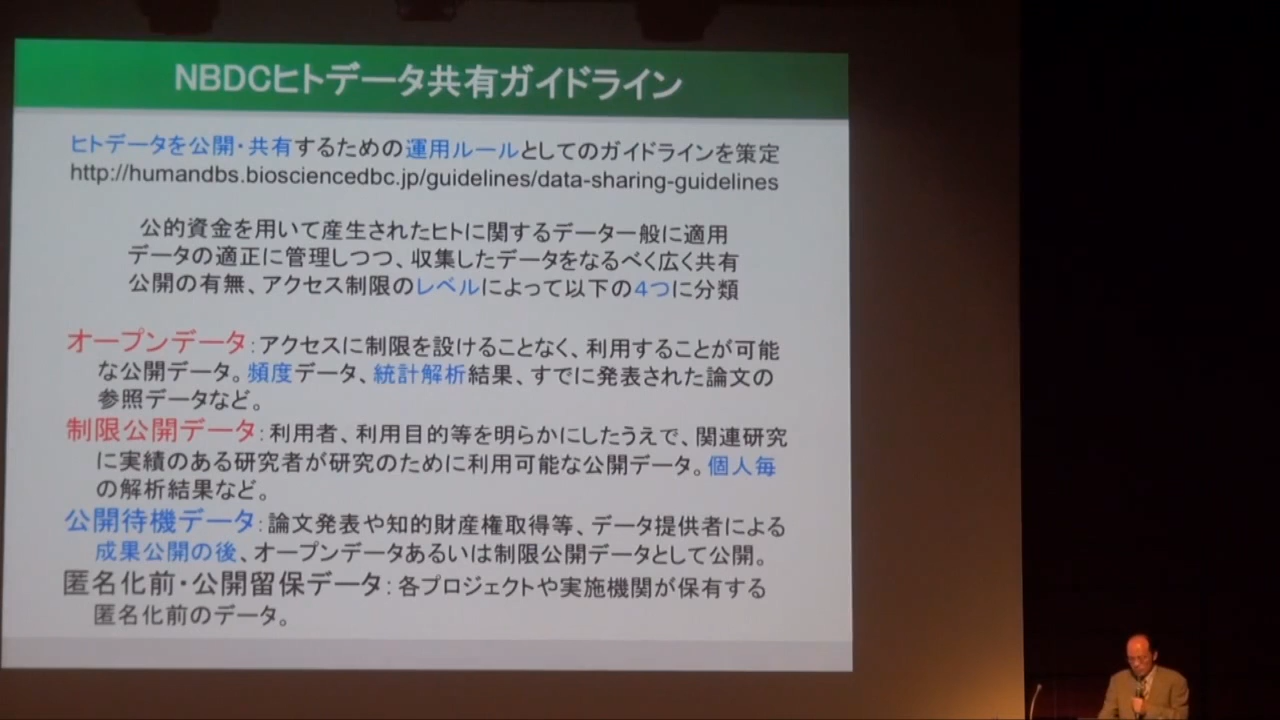 NBDCヒトデータ共有ガイドライン
ヒトデータを公開・共有するための運用ルールとしてのガイドラインを策定
http://humandbs.biosciencedbc.jp/guidelines/data-sharing-guidelines
公的資金を用いて産生されたヒトに関するデータ一般に適用
データの適正に管理しつつ、収集したデータをなるべく広く共有
公開の有無、アクセス制限のレベルによって以下の4つに分類
オープンデータ：アクセスに制限を設けることなく、利用することが可能
な公開データ。頻度データ、統計解析結果、すでに発表された論文の
参照データなど。
制限公開データ：利用者、利用目的等を明らかにしたうえで、関連研究
に実績のある研究者が研究のために利用可能な公開データ。個人毎
の解析結果など。
公開待機データ：論文発表や知的財産権取得等、データ提供者による
成果公開の後、オープンデータあるいは制限公開データとして公開。
匿名化前・公開留保データ：各プロジェクトや実施機関が保有する
匿名化前のデータ。